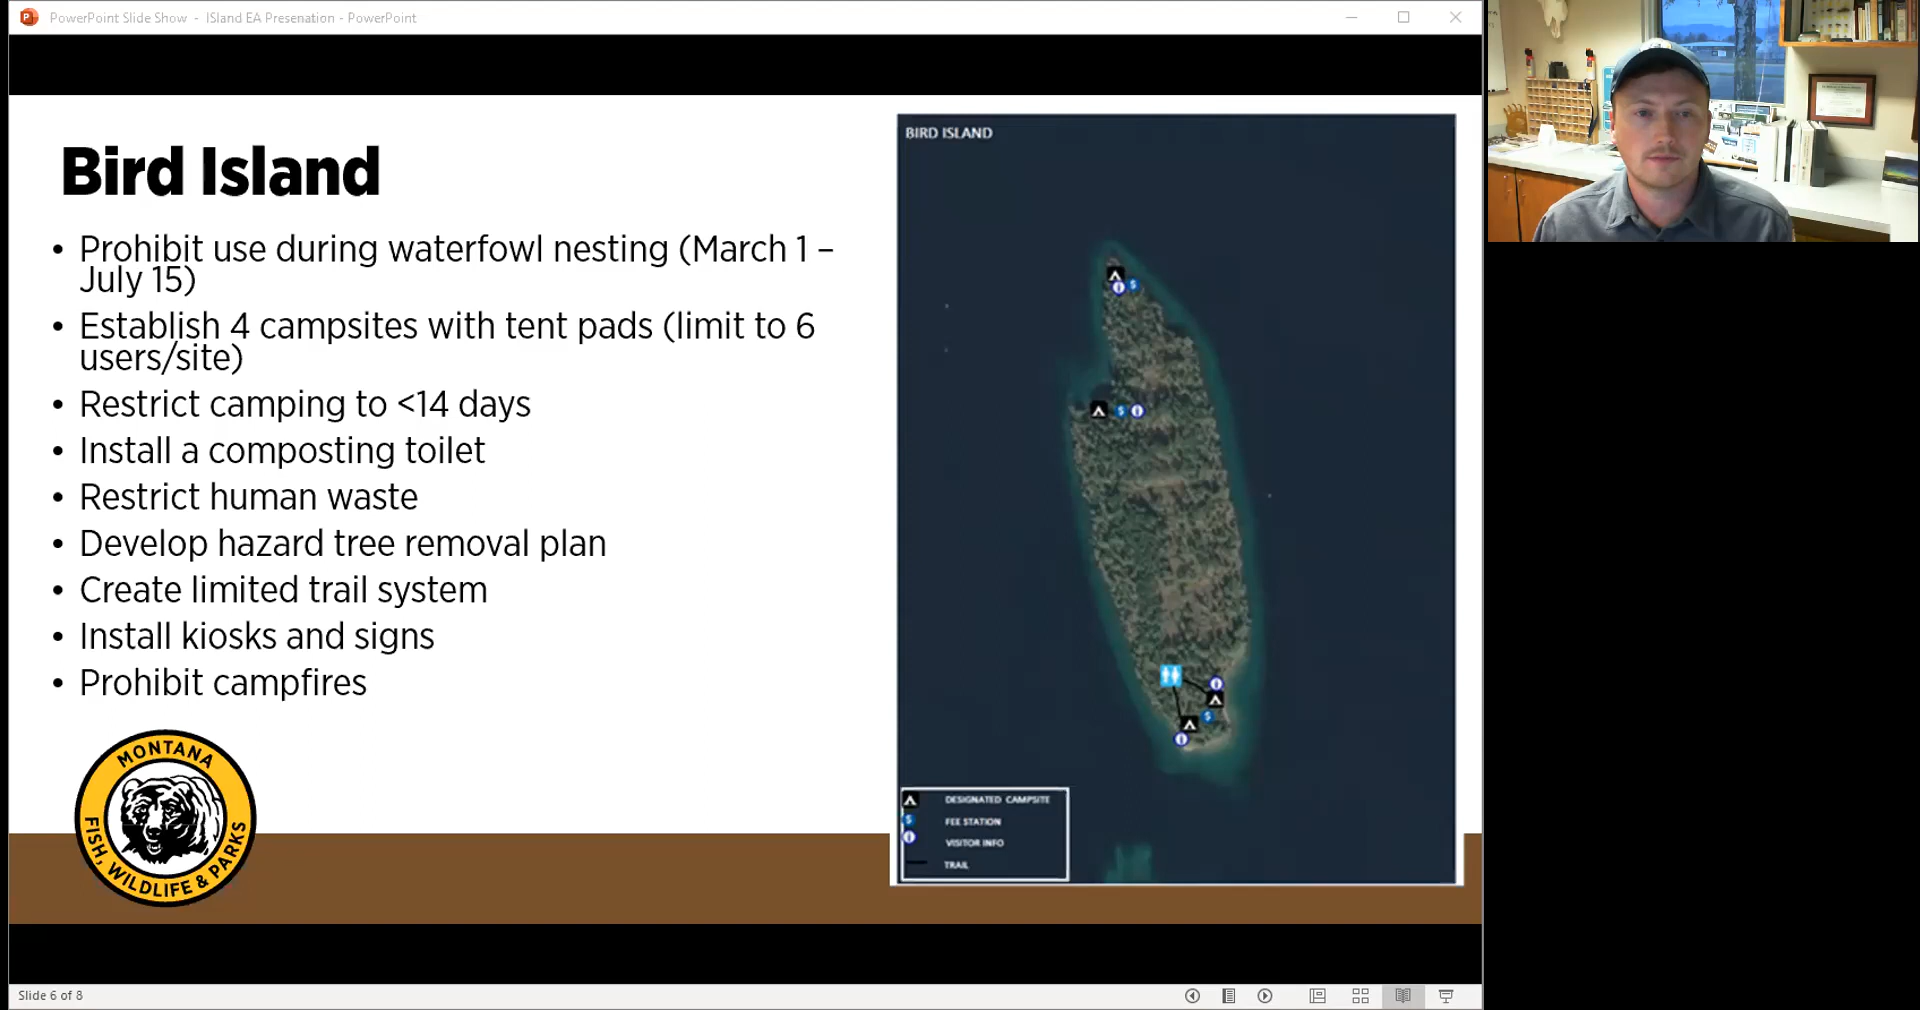 PowerPoint Slide Show - ISland EA Presenation - PowerPoint
Bird Island
• Prohibit use during waterfowl nesting (March 1 –
July 15)
• Establish 4 campsites with tent pads (limit to 6
users/site)
• Restrict camping to <14 days
• Install a composting toilet
• Restrict human waste
• Develop hazard tree removal plan
• Create limited trail system
• Install kiosks and signs
• Prohibit campfires
MONTANA
FISH, WILDLIFE & PARKS
BIRD ISLAND
DESIGNATED CAMPSITE
FEE STATION
VISITOR INFO
TRAIL
Slide 6 of 8